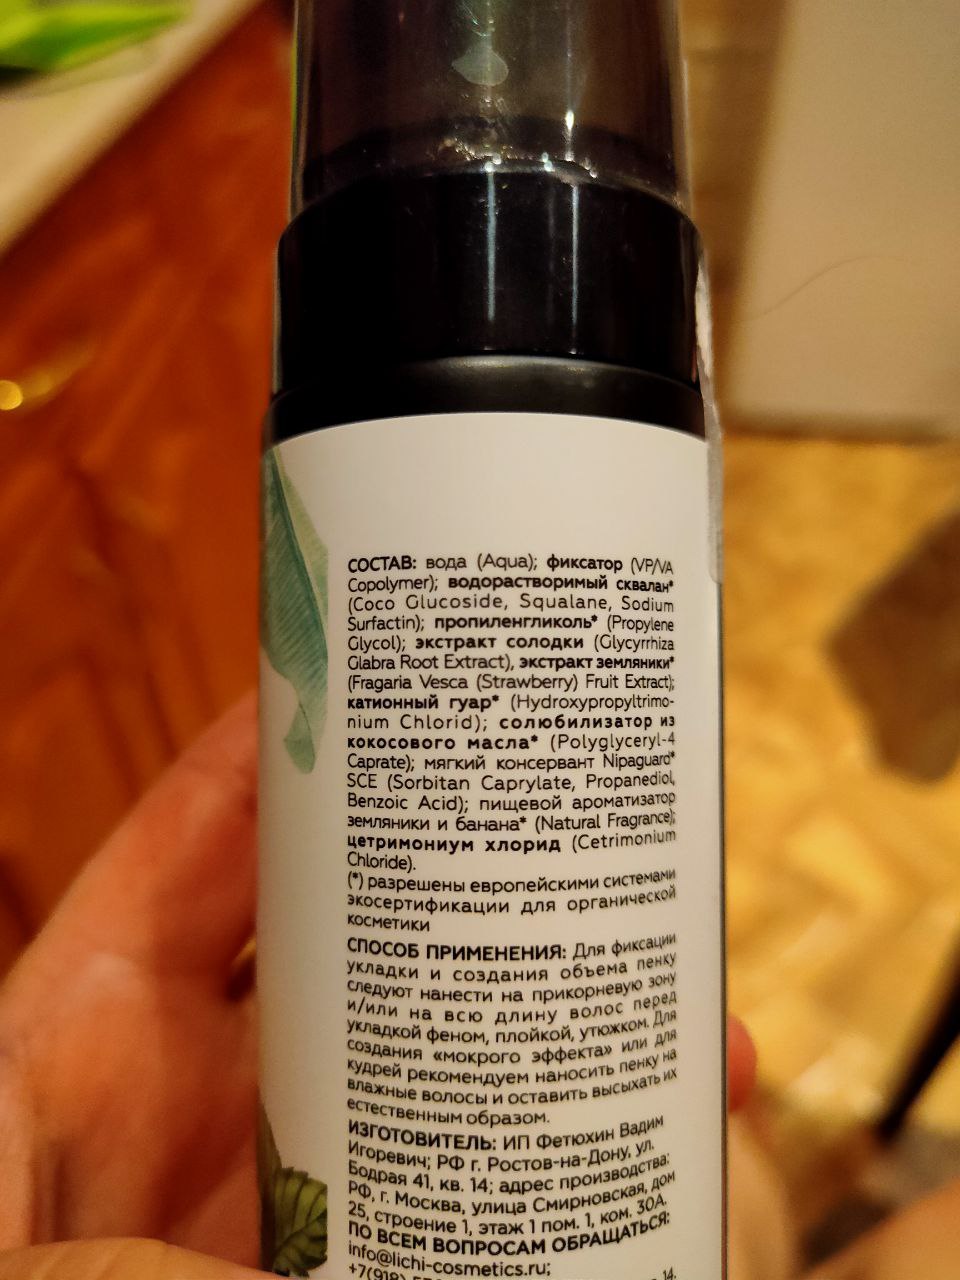 СОСТАВ: вода (Aqua); фиксатор (VP/VA
Copolymer); водорастворимый сквалан*
(Coco Glucoside, Squalane, Sodium
Surfactin); пропиленгликоль* (Propylene
Glycol); экстракт солодки (Glycyrrhiza
Glabra Root Extract), экстракт земляники*
(Fragaria Vesca (Strawberry) Fruit Extract);
катионный гуар* (Hydroxypropyltrimo-
nium Chlorid); солюбилизатор из
кокосового масла* (Polyglyceryl-4
Caprate); мягкий консервант Nipaguard*
SCE (Sorbitan Caprylate, Propanediol,
Benzoic Acid); пищевой ароматизатор
земляники и банана* (Natural Fragrance);
цетримониум хлорид (Cetrimonium
Chloride).
(*) разрешены европейскими системами
экосертификации для органической
косметики
СПОСОБ ПРИМЕНЕНИЯ: Для фиксации
укладки и создания объема пенку
следуют нанести на прикорневую зону
и/или на всю длину волос перед
укладкой феном, плойкой, утюжком. Для
создания «мокрого эффекта» или для
кудрей рекомендуем наносить пенку на
влажные волосы и оставить высыхать их
естественным образом.
ИЗГОТОВИТЕЛЬ: ИП Фетюхин Вадим
Игоревич; РФ г. Ростов-на-Дону, ул.
Бодрая 41, кв. 14; адрес производства:
РФ, г. Москва, улица Смирновская, дом
25, строение 1, этаж 1 пом. 1, ком. 30А.
ПО ВСЕМ ВОПРОСАМ ОБРАЩАТЬСЯ:
info@lichi-cosmetics.ru;
+7(918)
14.